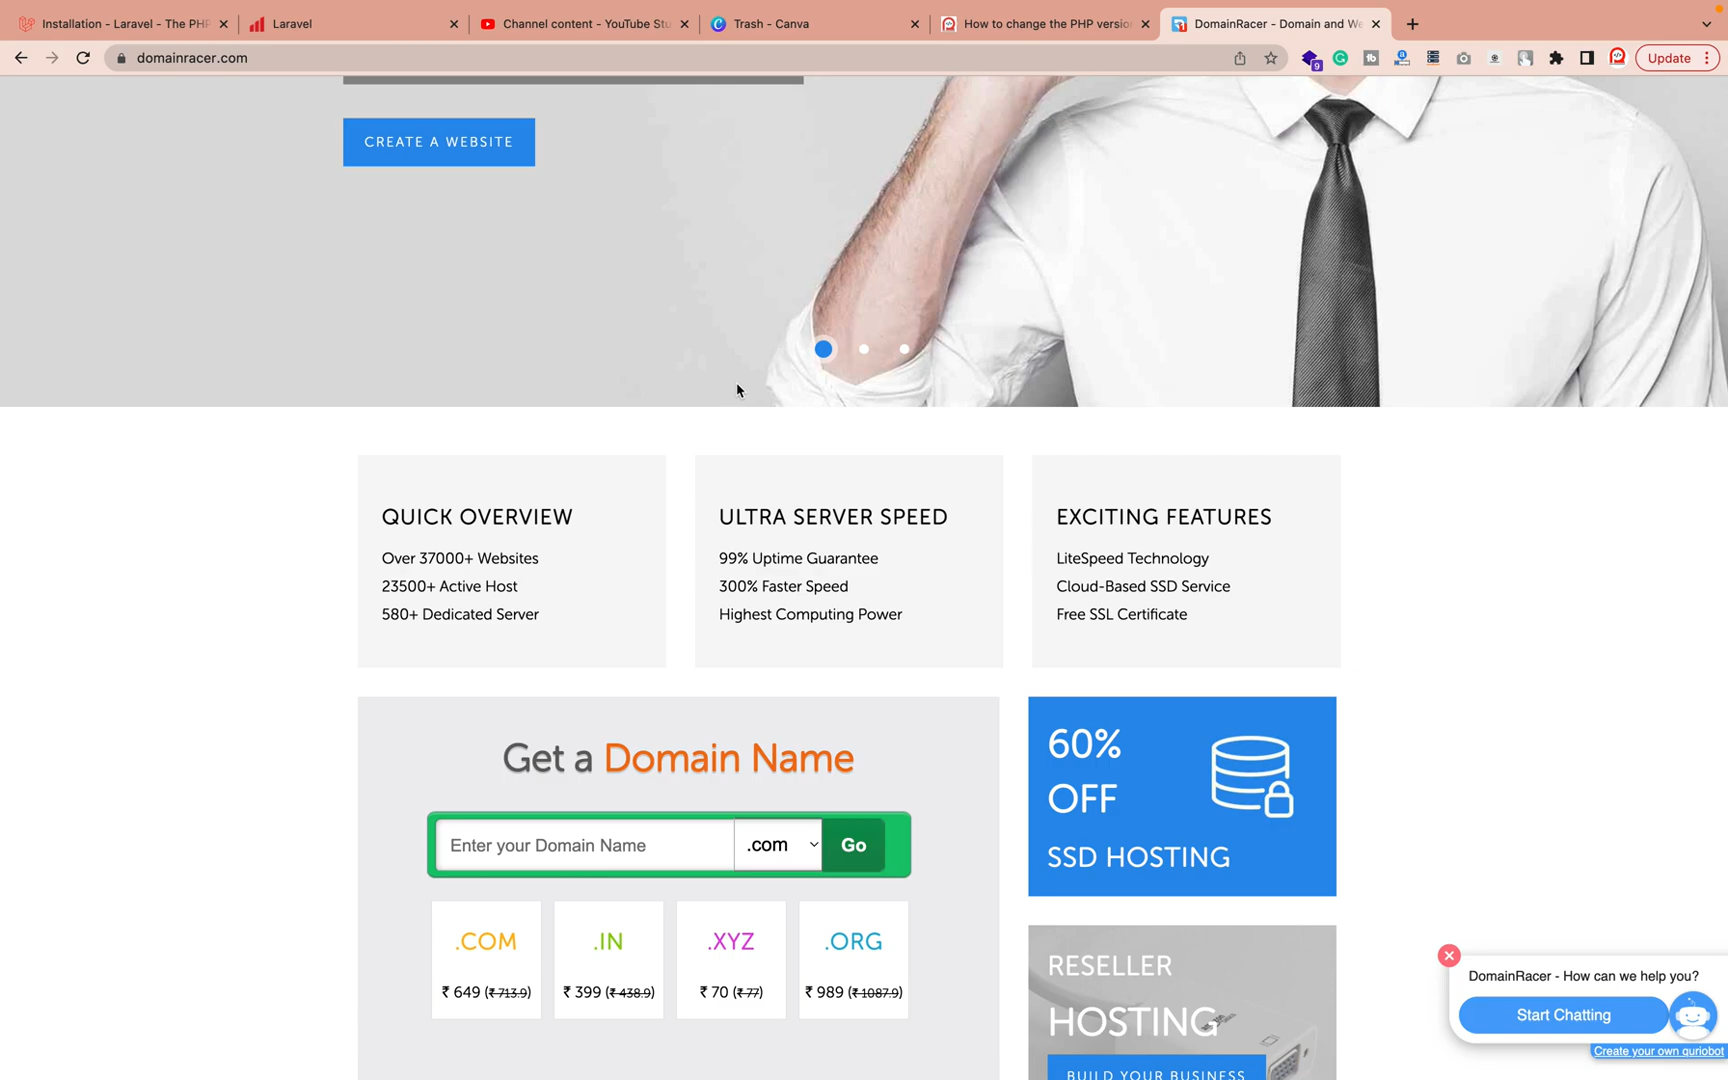 Installation - Laravel - The PHP
Laravel
Channel content - YouTube Stu
Trash - Canva
How to change the PHP version
DomainRacer - Domain and We
domainracer.com
9
Update
CREATE A WEBSITE
QUICK OVERVIEW
Over 37000+ Websites
23500+ Active Host
580+ Dedicated Server
ULTRA SERVER SPEED
99% Uptime Guarantee
300% Faster Speed
Highest Computing Power
EXCITING FEATURES
LiteSpeed Technology
Cloud-Based SSD Service
Free SSL Certificate
Get a Domain Name
Enter your Domain Name
.com
Go
.COM
₹ 649 (₹ 713.9)
.IN
₹ 399 (₹ 438.9)
.XYZ
₹ 70 (₹ 77)
.ORG
₹ 989 (₹ 1087.9)
60%
OFF
SSD HOSTING
RESELLER
HOSTING
BUILD YOUR BUSINESS
DomainRacer - How can we help you?
Start Chatting
Create your own quriobot